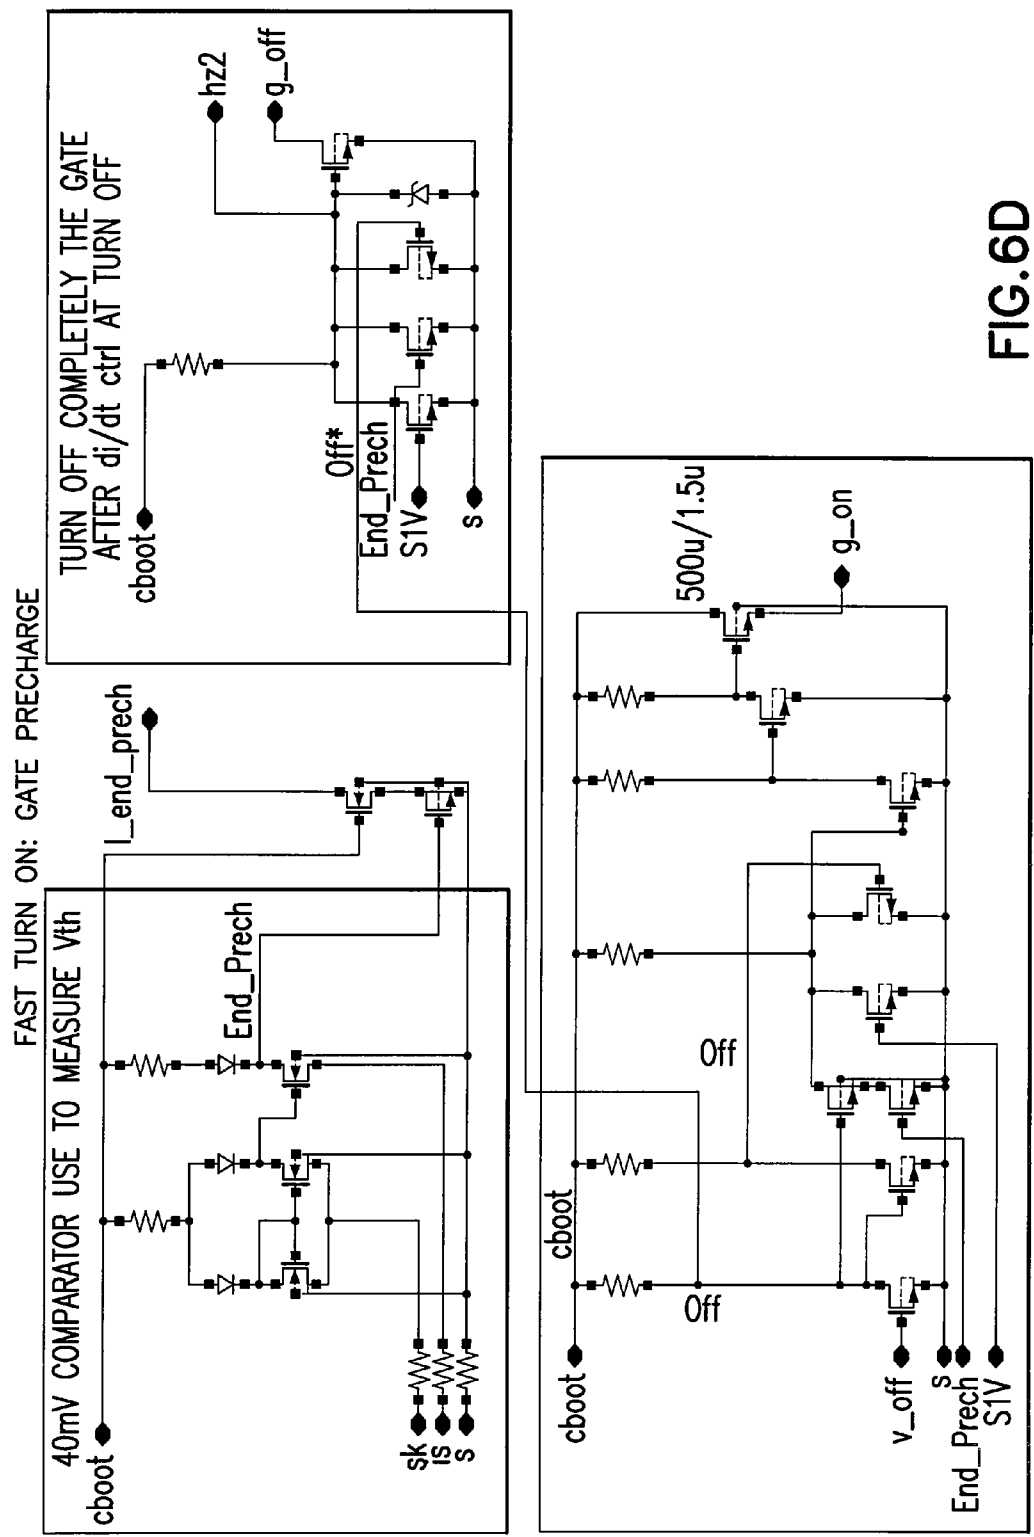 FAST TURN ON: GATE PRECHARGE
40mV COMPARATOR USE TO MEASURE Vth
cboot
End_Prech
sk
is
s
I_end_prech
TURN OFF COMPLETELY THE GATE
AFTER di/dt ctrl AT TURN OFF
cboot
hz2
g_off
Off*
End_Prech
S1V
s
cboot
cboot
Off
Off
500u/1.5u
g_on
v_off
s
End_Prech
S1V
FIG.6D